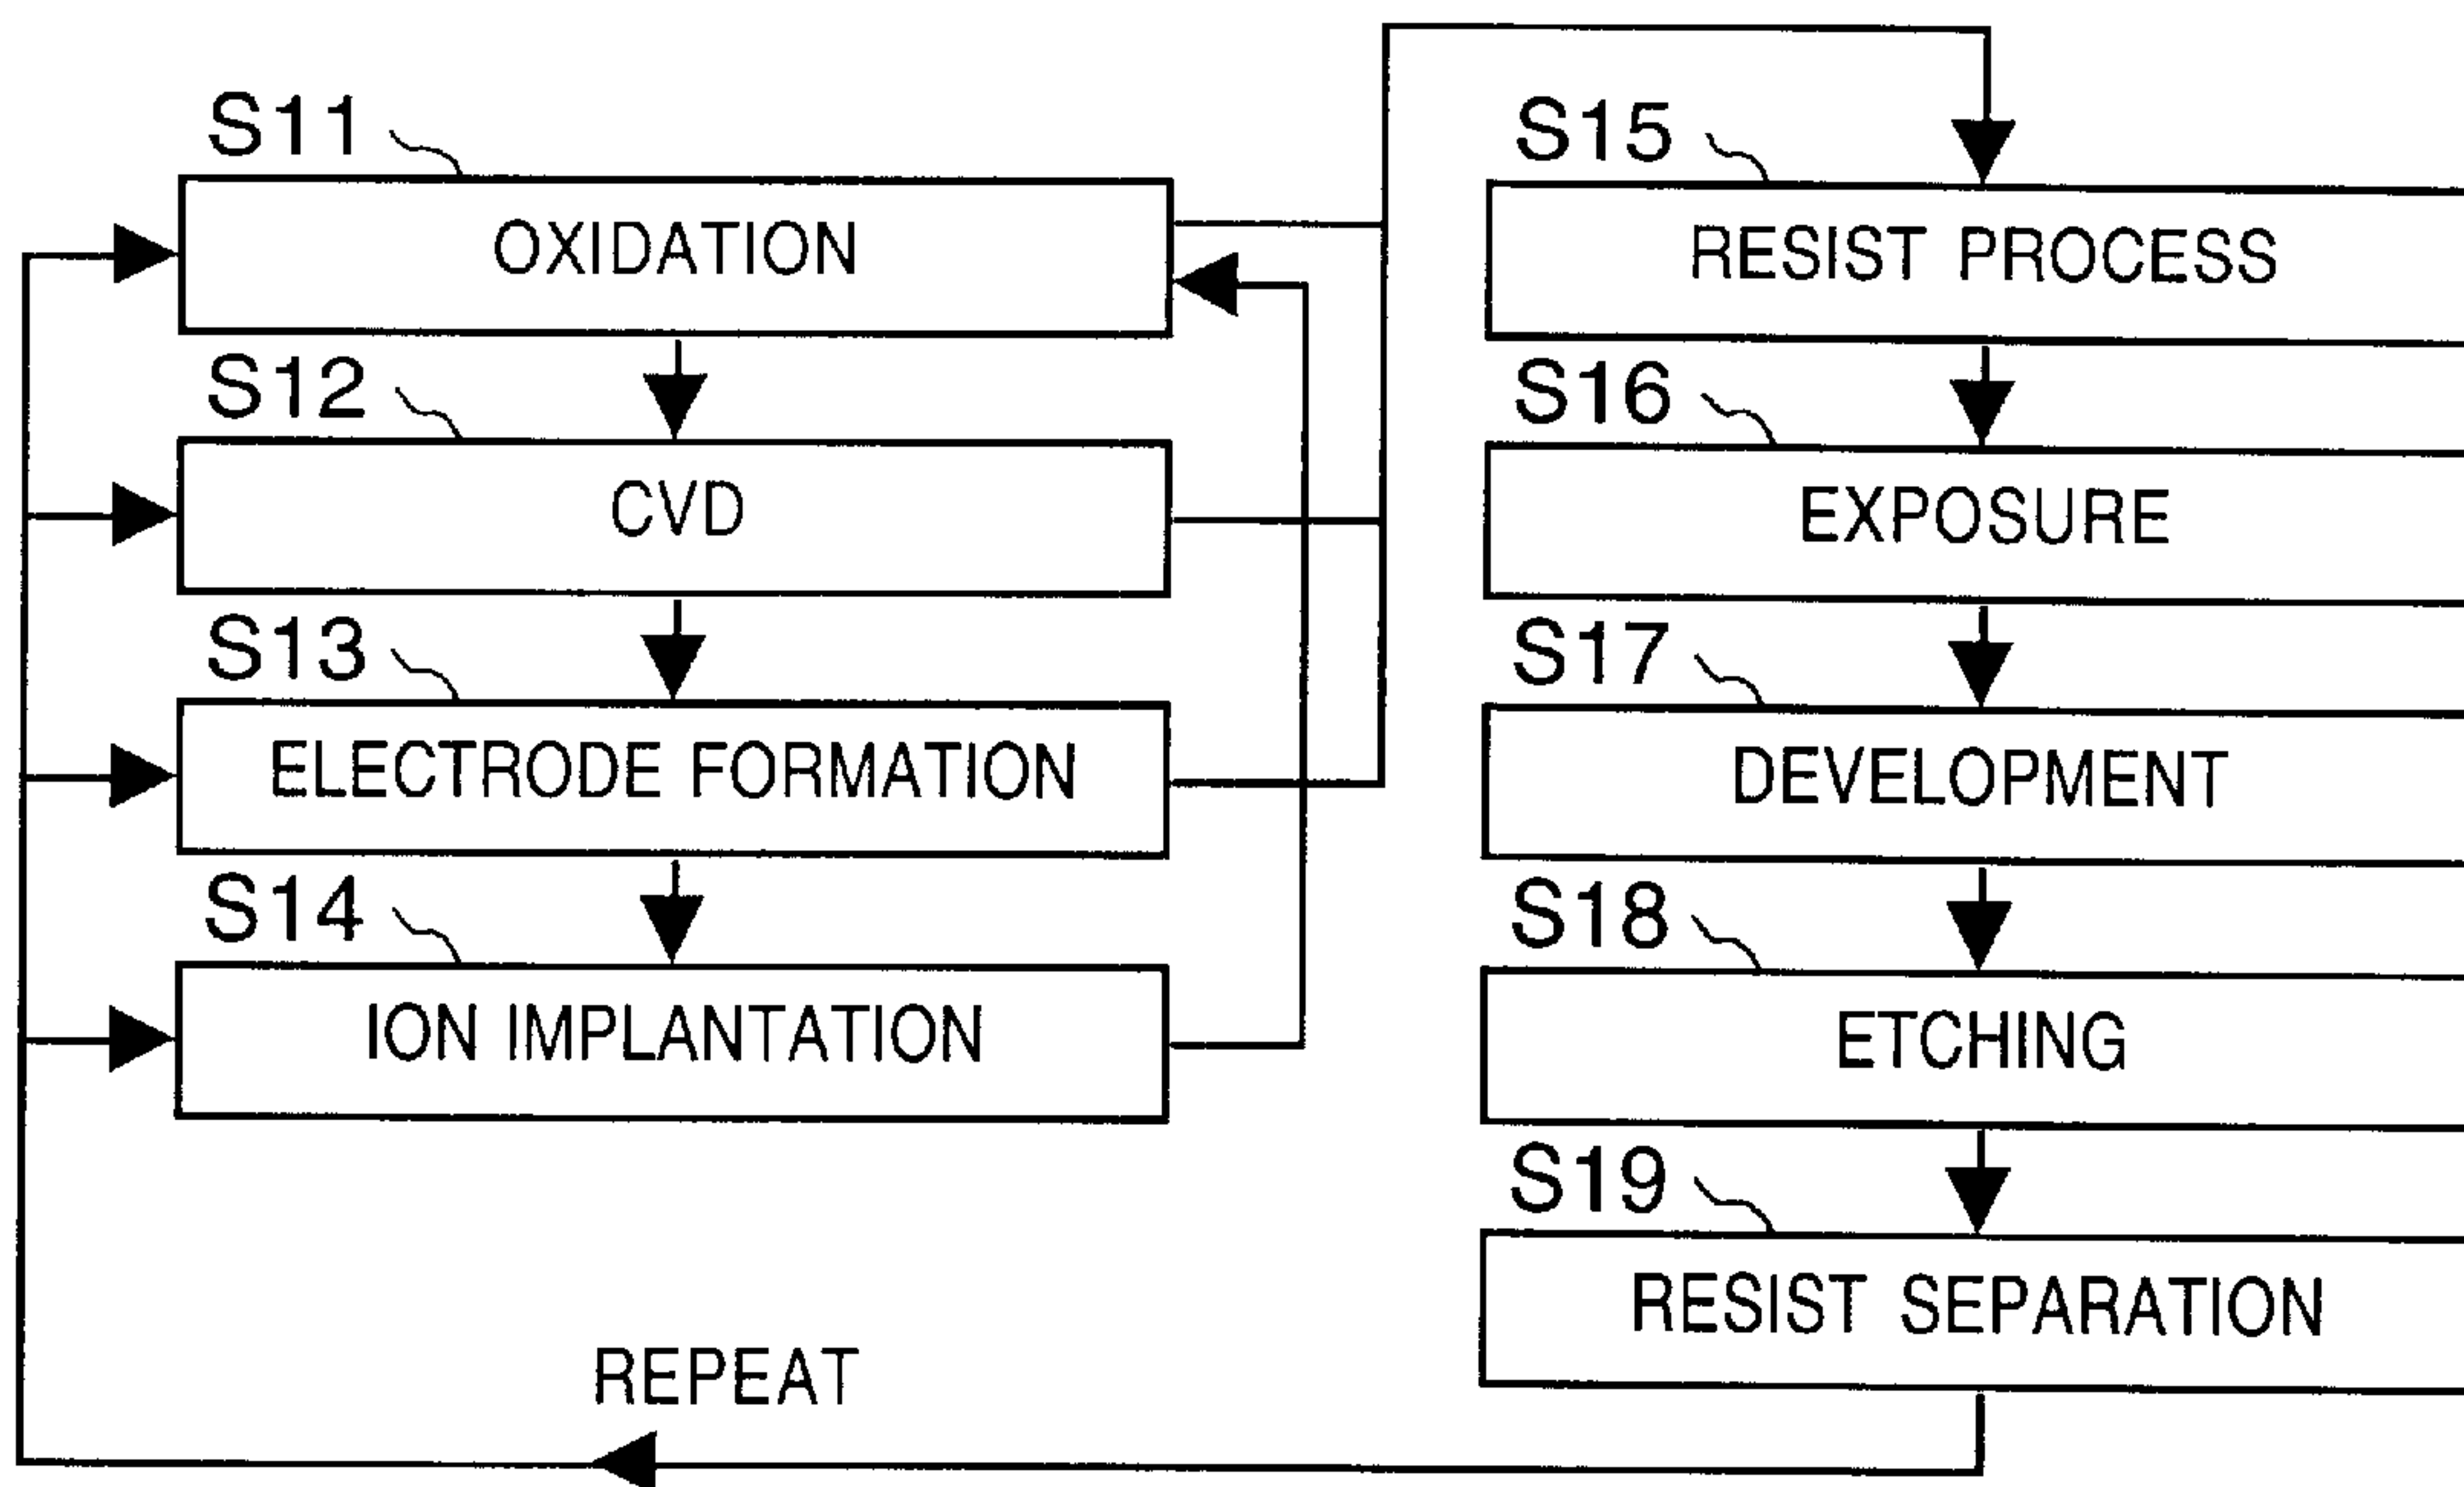 S11
OXIDATION
S12
CVD
S13
ELECTRODE FORMATION
S14
ION IMPLANTATION
S15
RESIST PROCESS
S16
EXPOSURE
S17
DEVELOPMENT
S18
ETCHING
S19
RESIST SEPARATION
REPEAT